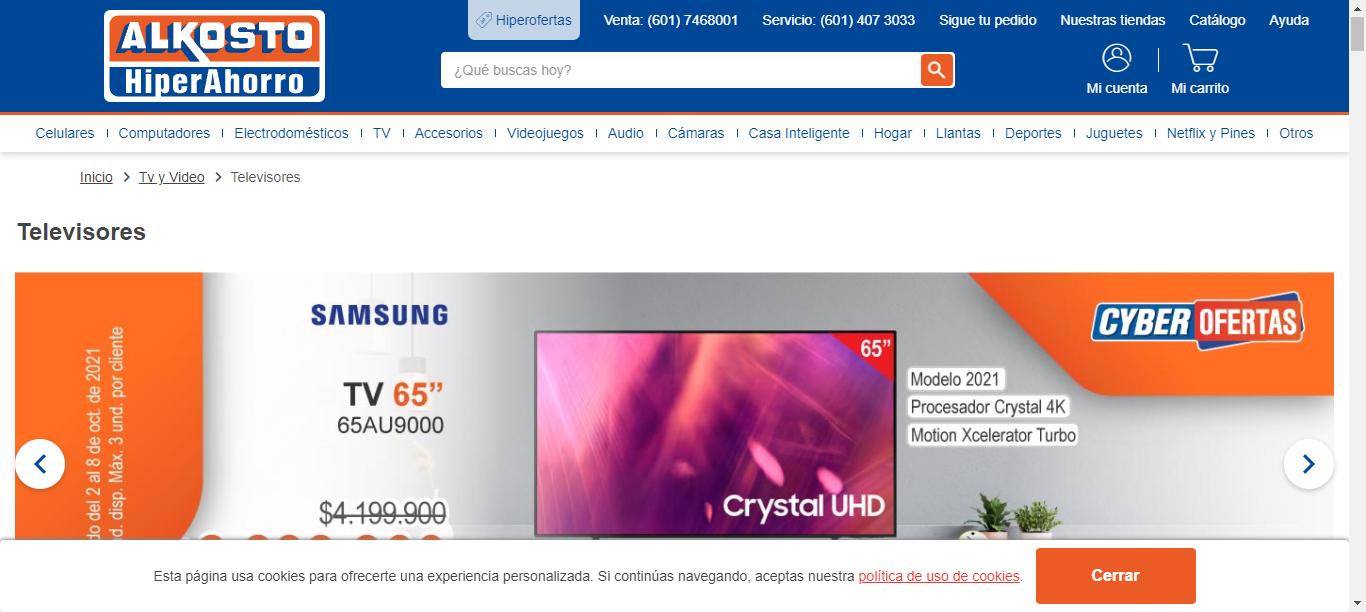 ALKOSTO
HiperAhorro
Hiperofertas
Venta: (601) 7468001
Servicio: (601) 407 3033
Sigue tu pedido
Nuestras tiendas
Catálogo
Ayuda
¿Qué buscas hoy?
Mi cuenta
Mi carrito
Celulares
Computadores
Electrodomésticos
TV
Accesorios
Videojuegos
Audio
Cámaras
Casa Inteligente
Hogar
Llantas
Deportes
Juguetes
Netflix y Pines
Otros
Inicio
Tv y Video
Televisores
Televisores
do del 2 al 8 de oct. de 2021
d. disp. Máx. 3 und. por cliente
SAMSUNG
TV 65”
65AU9000
$4.199.900
65”
Crystal UHD
Modelo 2021
Procesador Crystal 4K
Motion Xcelerator Turbo
CYBER OFERTAS
Esta página usa cookies para ofrecerte una experiencia personalizada. Si continúas navegando, aceptas nuestra política de uso de cookies.
Cerrar